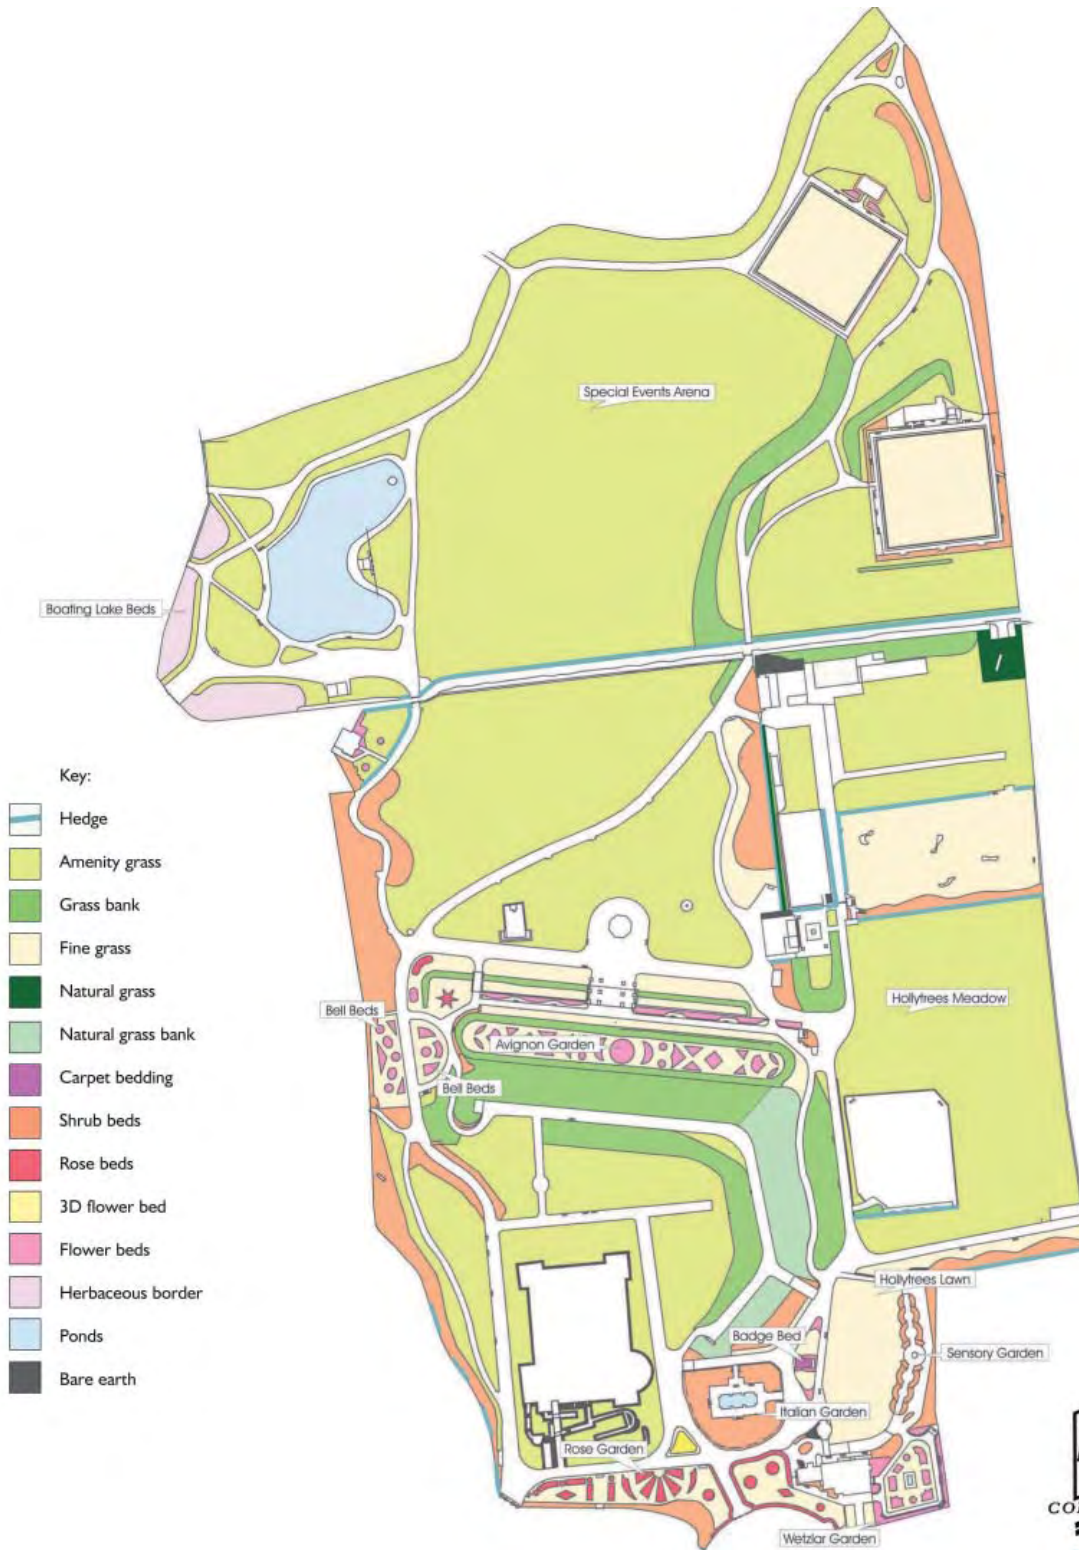 Special Events Arena
Boating Lake Beds
Key:
Hedge
Amenity grass
Grass bank
Fine grass
Natural grass
Natural grass bank
Carpet bedding
Shrub beds
Rose beds
3D flower bed
Flower beds
Herbaceous border
Ponds
Bare earth
Hollytrees Meadow
Bell Beds
Avignon Garden
Bell Beds
Hollytrees Lawn
Badge Bed
Sensory Garden
Italian Garden
Rose Garden
Wetzlar Garden